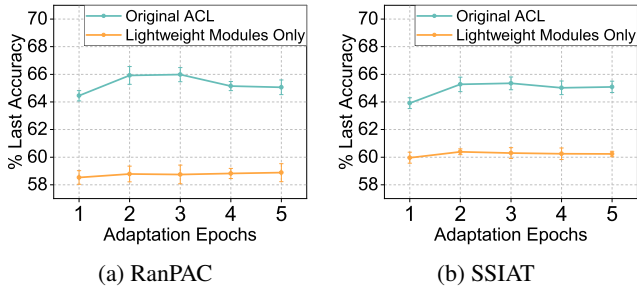 70
68
66
64
62
60
58
% Last Accuracy
Original ACL
Lightweight Modules Only
1 2 3 4 5
Adaptation Epochs
(a) RanPAC
70
68
66
64
62
60
58
% Last Accuracy
Original ACL
Lightweight Modules Only
1 2 3 4 5
Adaptation Epochs
(b) SSIAT